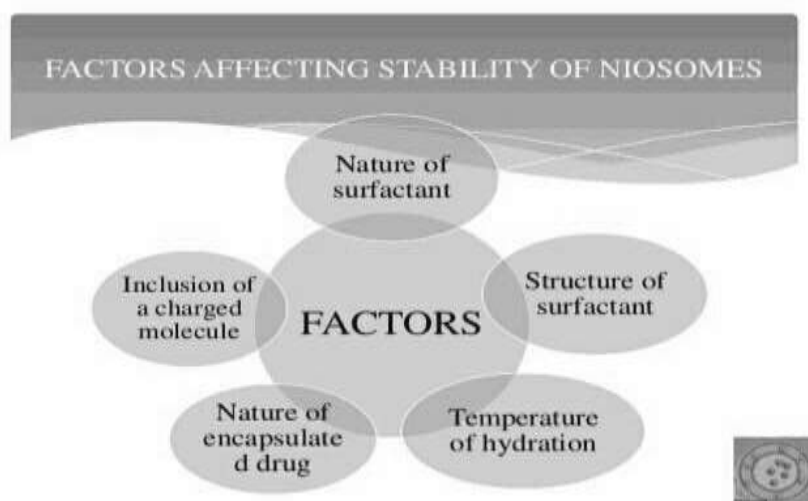 FACTORS AFFECTING STABILITY OF NIOSOMES
Nature of
surfactant
Structure of
surfactant
Temperature
of hydration
Nature of
encapsulate
d drug
Inclusion of
a charged
molecule
FACTORS